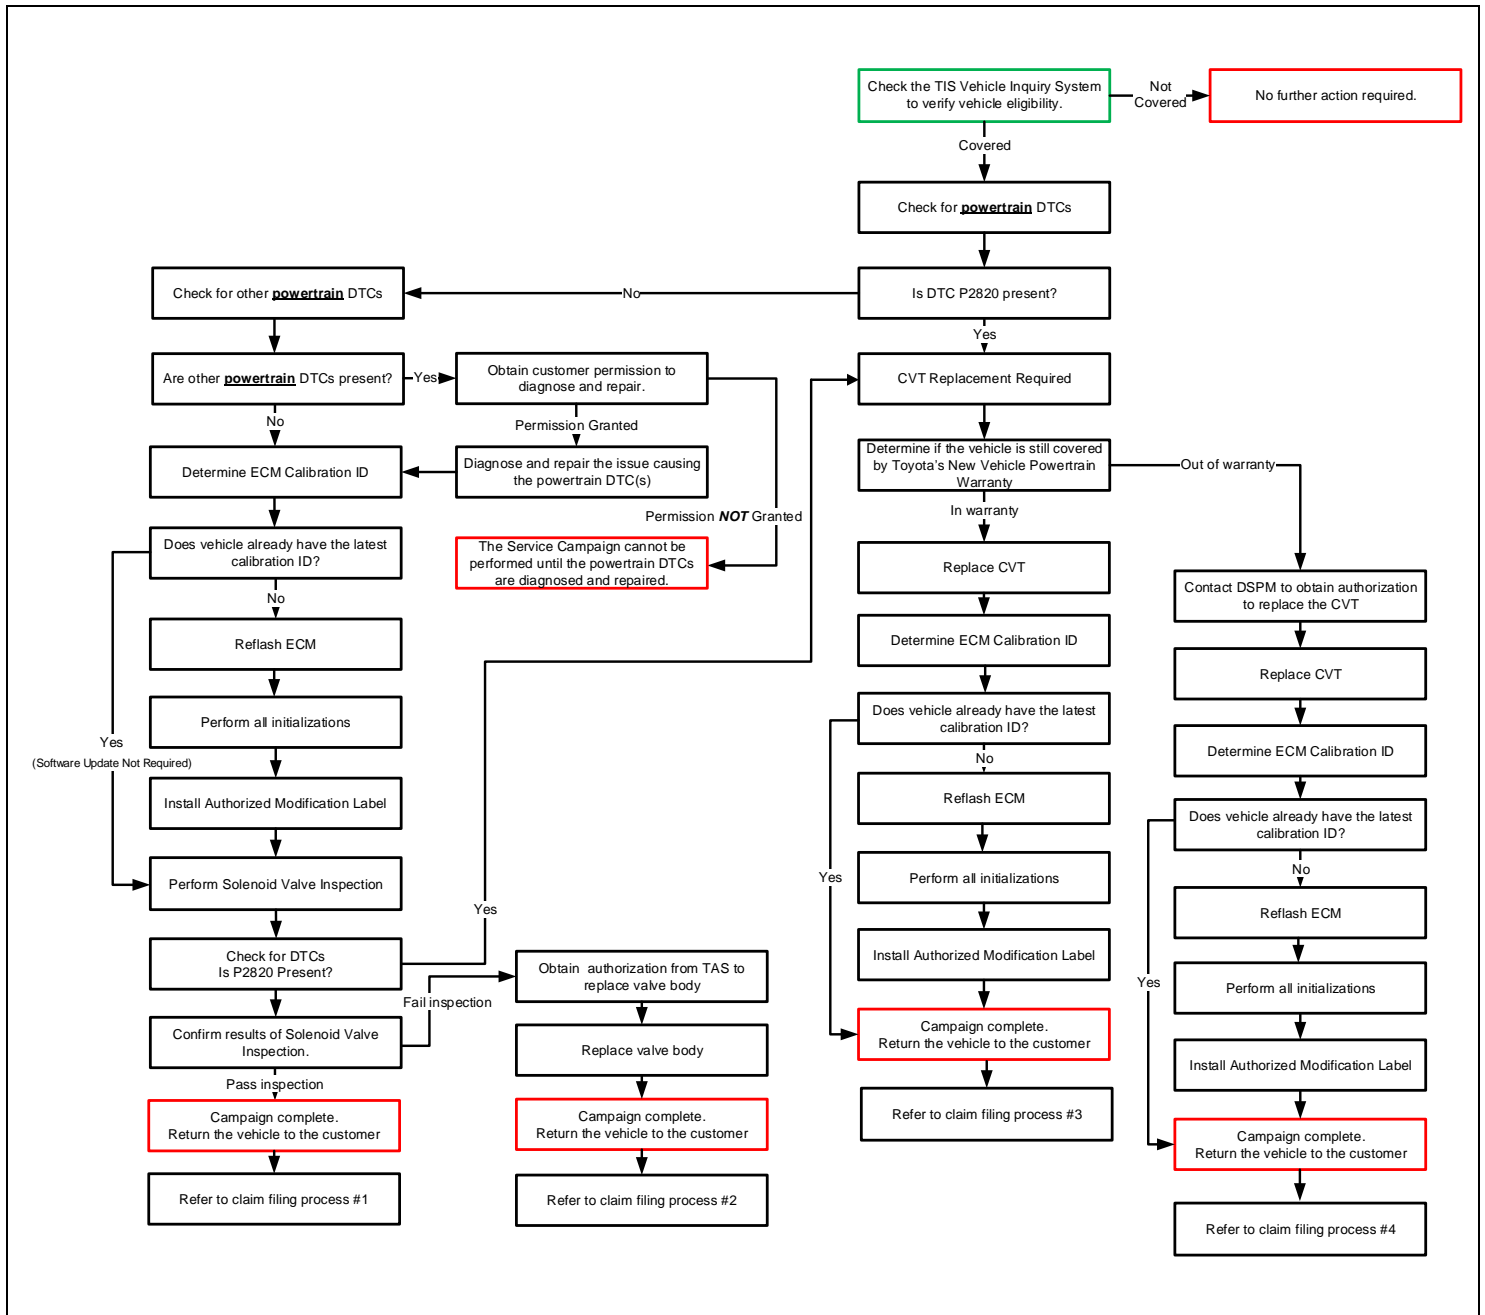 Check the TIS Vehicle Inquiry System
to verify vehicle eligibility.
Not
Covered
No further action required.
Covered
Check for powertrain DTCs
Is DTC P2820 present?
No
Check for other powertrain DTCs
Yes
Are other powertrain DTCs present?
Yes
Obtain customer permission to
diagnose and repair.
CVT Replacement Required
No
Permission Granted
Determine ECM Calibration ID
Diagnose and repair the issue causing
the powertrain DTC(s)
Determine if the vehicle is still covered
by Toyota's New Vehicle Powertrain
Warranty
Out of warranty
In warranty
Permission NOT Granted
Does vehicle already have the latest
calibration ID?
The Service Campaign cannot be
performed until the powertrain DTCs
are diagnosed and repaired.
Replace CVT
Contact DSPM to obtain authorization
to replace the CVT
No
Reflash ECM
Determine ECM Calibration ID
Replace CVT
Perform all initializations
Does vehicle already have the latest
calibration ID?
Determine ECM Calibration ID
Yes
(Software Update Not Required)
No
Install Authorized Modification Label
Reflash ECM
Does vehicle already have the latest
calibration ID?
Perform Solenoid Valve Inspection
Yes
Perform all initializations
No
Yes
Reflash ECM
Check for DTCs
Is P2820 Present?
Obtain authorization from TAS to
replace valve body
Install Authorized Modification Label
Yes
Perform all initializations
Fail inspection
Confirm results of Solenoid Valve
Inspection.
Replace valve body
Campaign complete.
Return the vehicle to the customer
Install Authorized Modification Label
Pass inspection
Campaign complete.
Return the vehicle to the customer
Campaign complete.
Return the vehicle to the customer
Refer to claim filing process #3
Campaign complete.
Return the vehicle to the customer
Refer to claim filing process #1
Refer to claim filing process #2
Refer to claim filing process #4